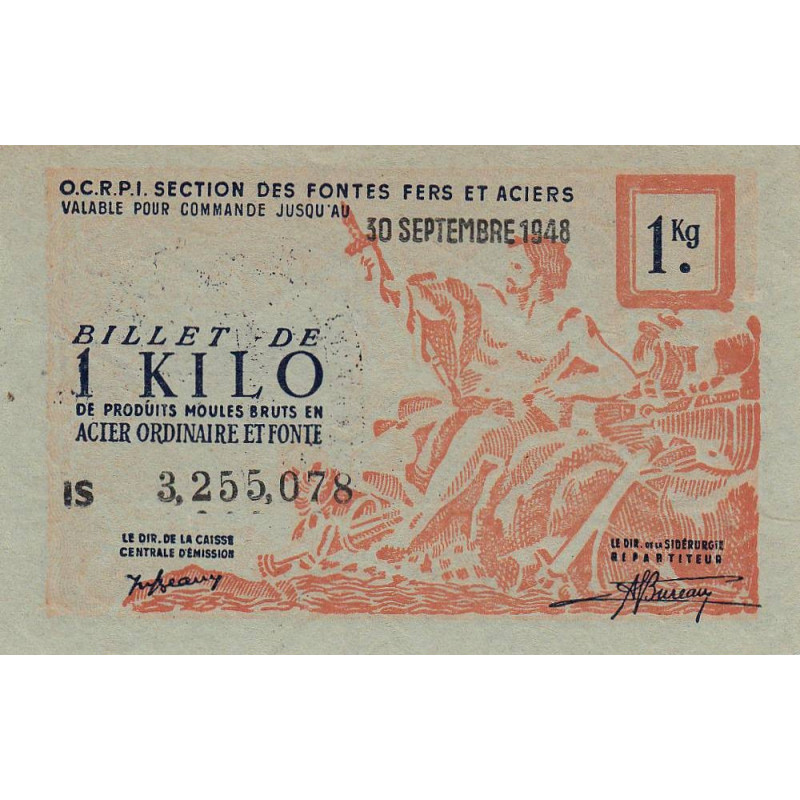 O.C.R.P.I. SECTION DES FONTES FERS ET ACIERS
VALABLE POUR COMMANDE JUSQU'AU
30 SEPTEMBRE 1948
1 Kg.
BILLET DE
1 KILO
DE PRODUITS MOULES BRUTS EN
ACIER ORDINAIRE ET FONTE
IS 3,255,078
LE DIR. DE LA CAISSE
CENTRALE D'ÉMISSION
LE DIR. DE LA SIDÉRURGIE
RÉPARTITEUR